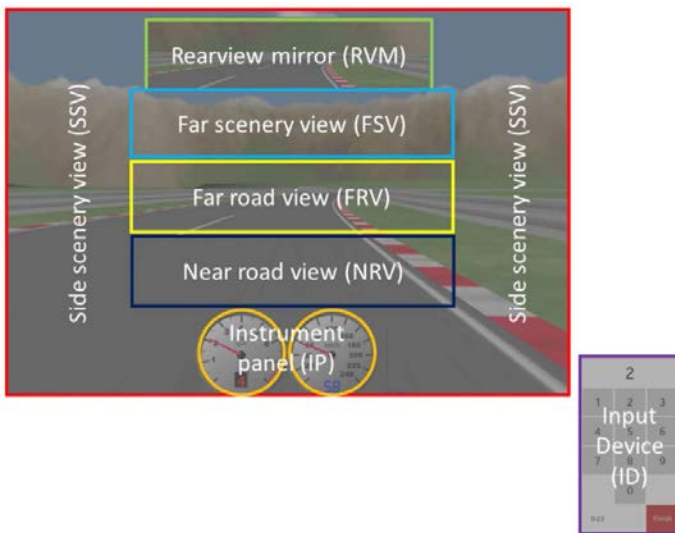 Rearview mirror (RVM)
Far scenery view (FSV)
Far road view (FRV)
Near road view (NRV)
Side scenery view (SSV)
Side scenery view (SSV)
Instrument
panel (IP)
58
2
1 2 3
4 5 6
7 8 9
0
Finish
Input
Device
(ID)